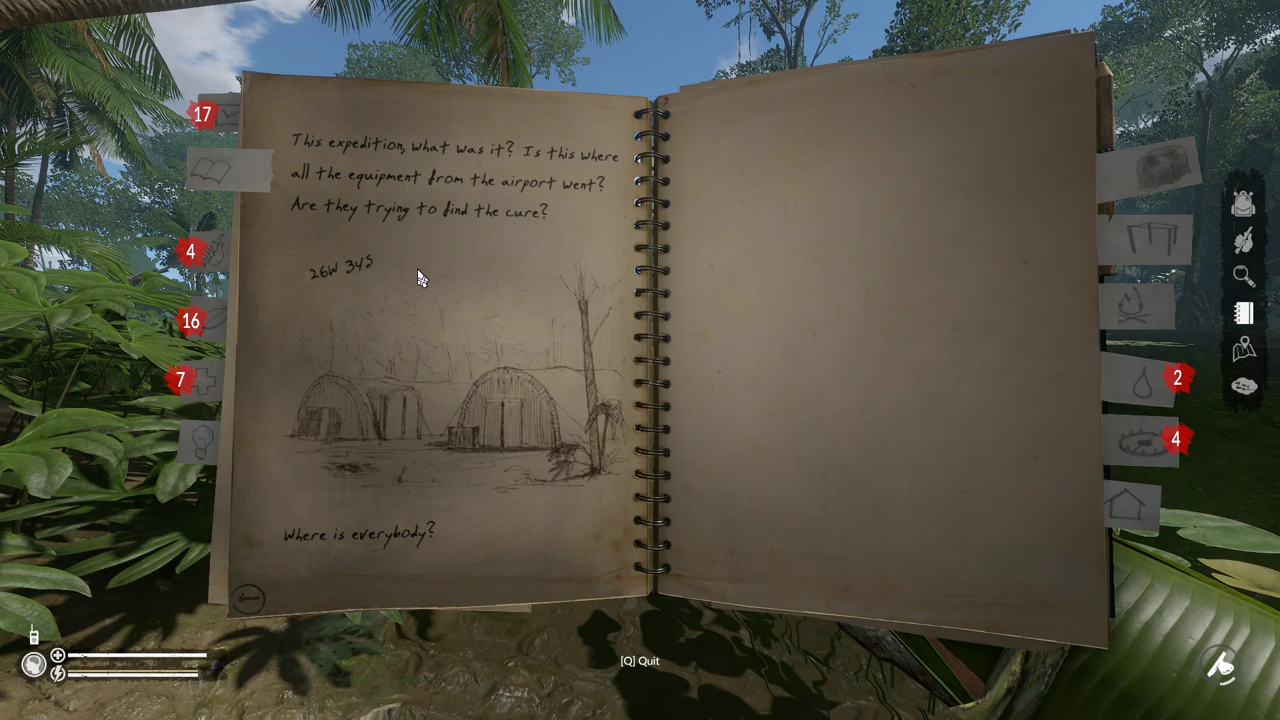 17
4
16
7
This expedition, what was it? Is this where
all the equipment from the airport went?
Are they trying to find the cure?
26W 34S
Where is everybody?
2
4
[Q] Quit